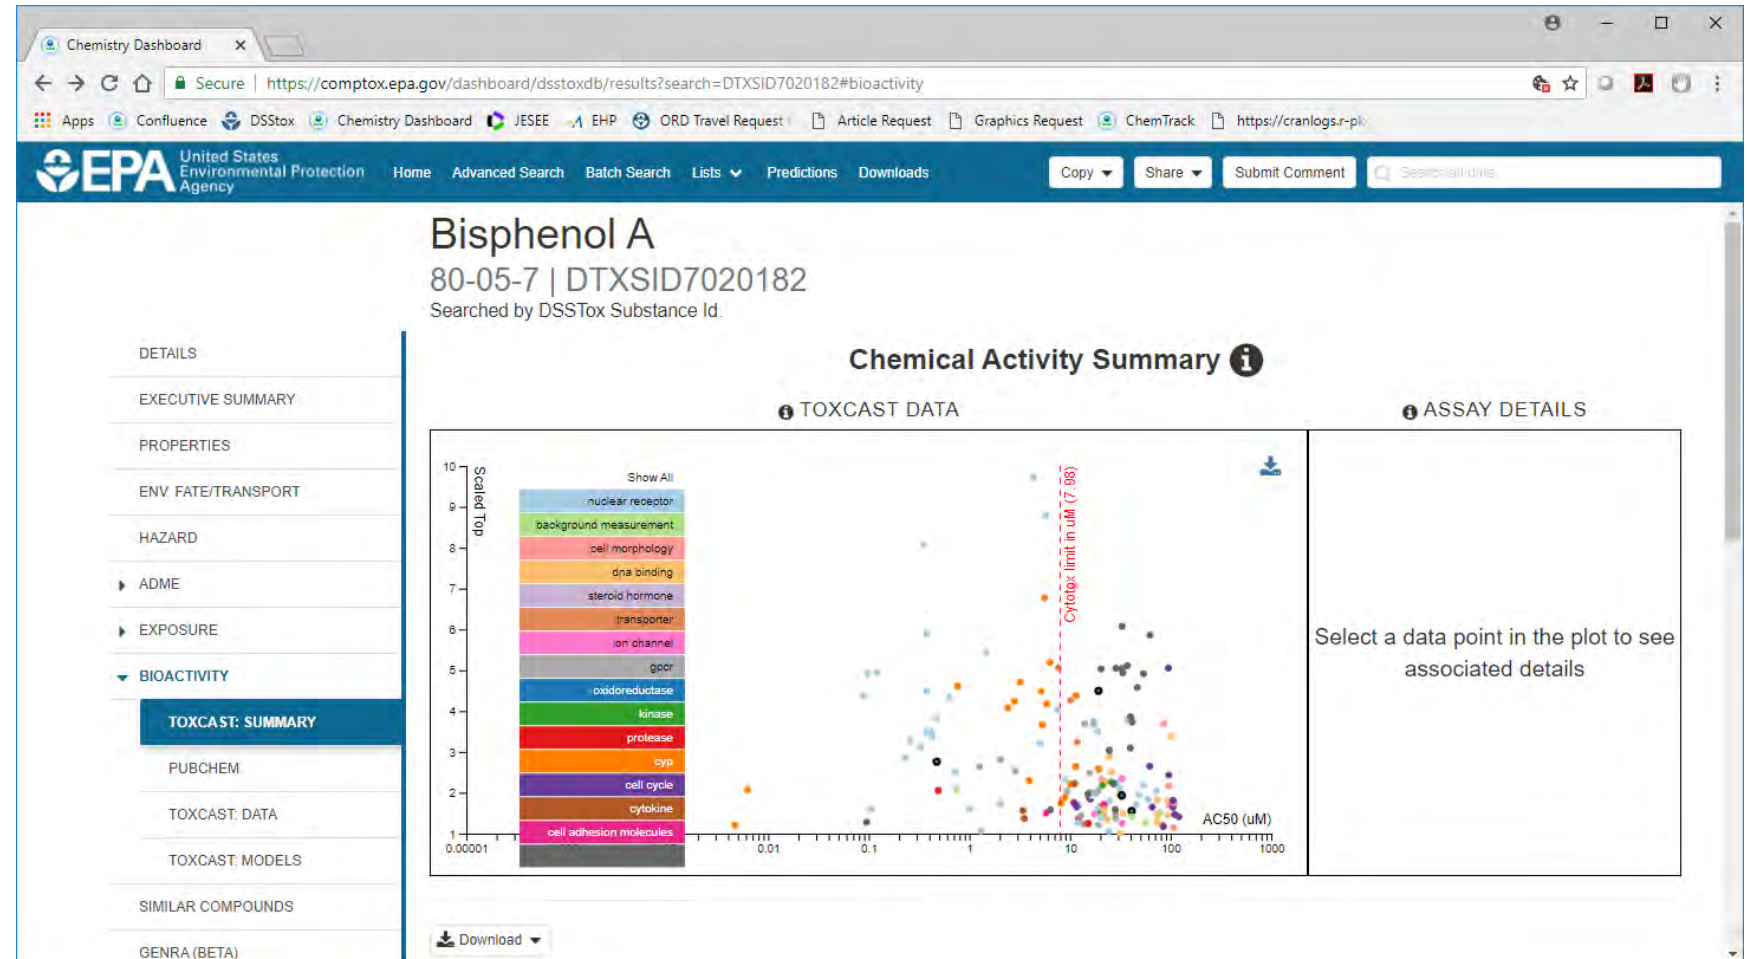 Chemistry Dashboard
Secure | https://comptox.epa.gov/dashboard/dsstoxdb/results?search=DTXSID7020182#bioactivity
Apps Confluence DSStox Chemistry Dashboard JESEE EHP ORD Travel Request Article Request Graphics Request ChemTrack https://cranlogs.r-pk
EPA United States
Environmental Protection
Agency
Home Advanced Search Batch Search Lists Predictions Downloads Copy Share Submit Comment Search all data
Bisphenol A
80-05-7 | DTXSID7020182
Searched by DSSTox Substance Id.
DETAILS
EXECUTIVE SUMMARY
PROPERTIES
ENV. FATE/TRANSPORT
HAZARD
ADME
EXPOSURE
BIOACTIVITY
TOXCAST: SUMMARY
PUBCHEM
TOXCAST: DATA
TOXCAST: MODELS
SIMILAR COMPOUNDS
GENRA (BETA)
Chemical Activity Summary
TOXCAST DATA
ASSAY DETAILS
Scaled Top
10
9
8
7
6
5
4
3
2
1
Show All
nuclear receptor
background measurement
cell morphology
dna binding
steroid hormone
transporter
ion channel
gpcr
oxidoreductase
kinase
protease
cyp
cell cycle
cytokine
cell adhesion molecules
Cytotox limit in uM (7.98)
AC50 (uM)
0.00001
0.01
0.1
1
10
100
1000
Select a data point in the plot to see
associated details
Download